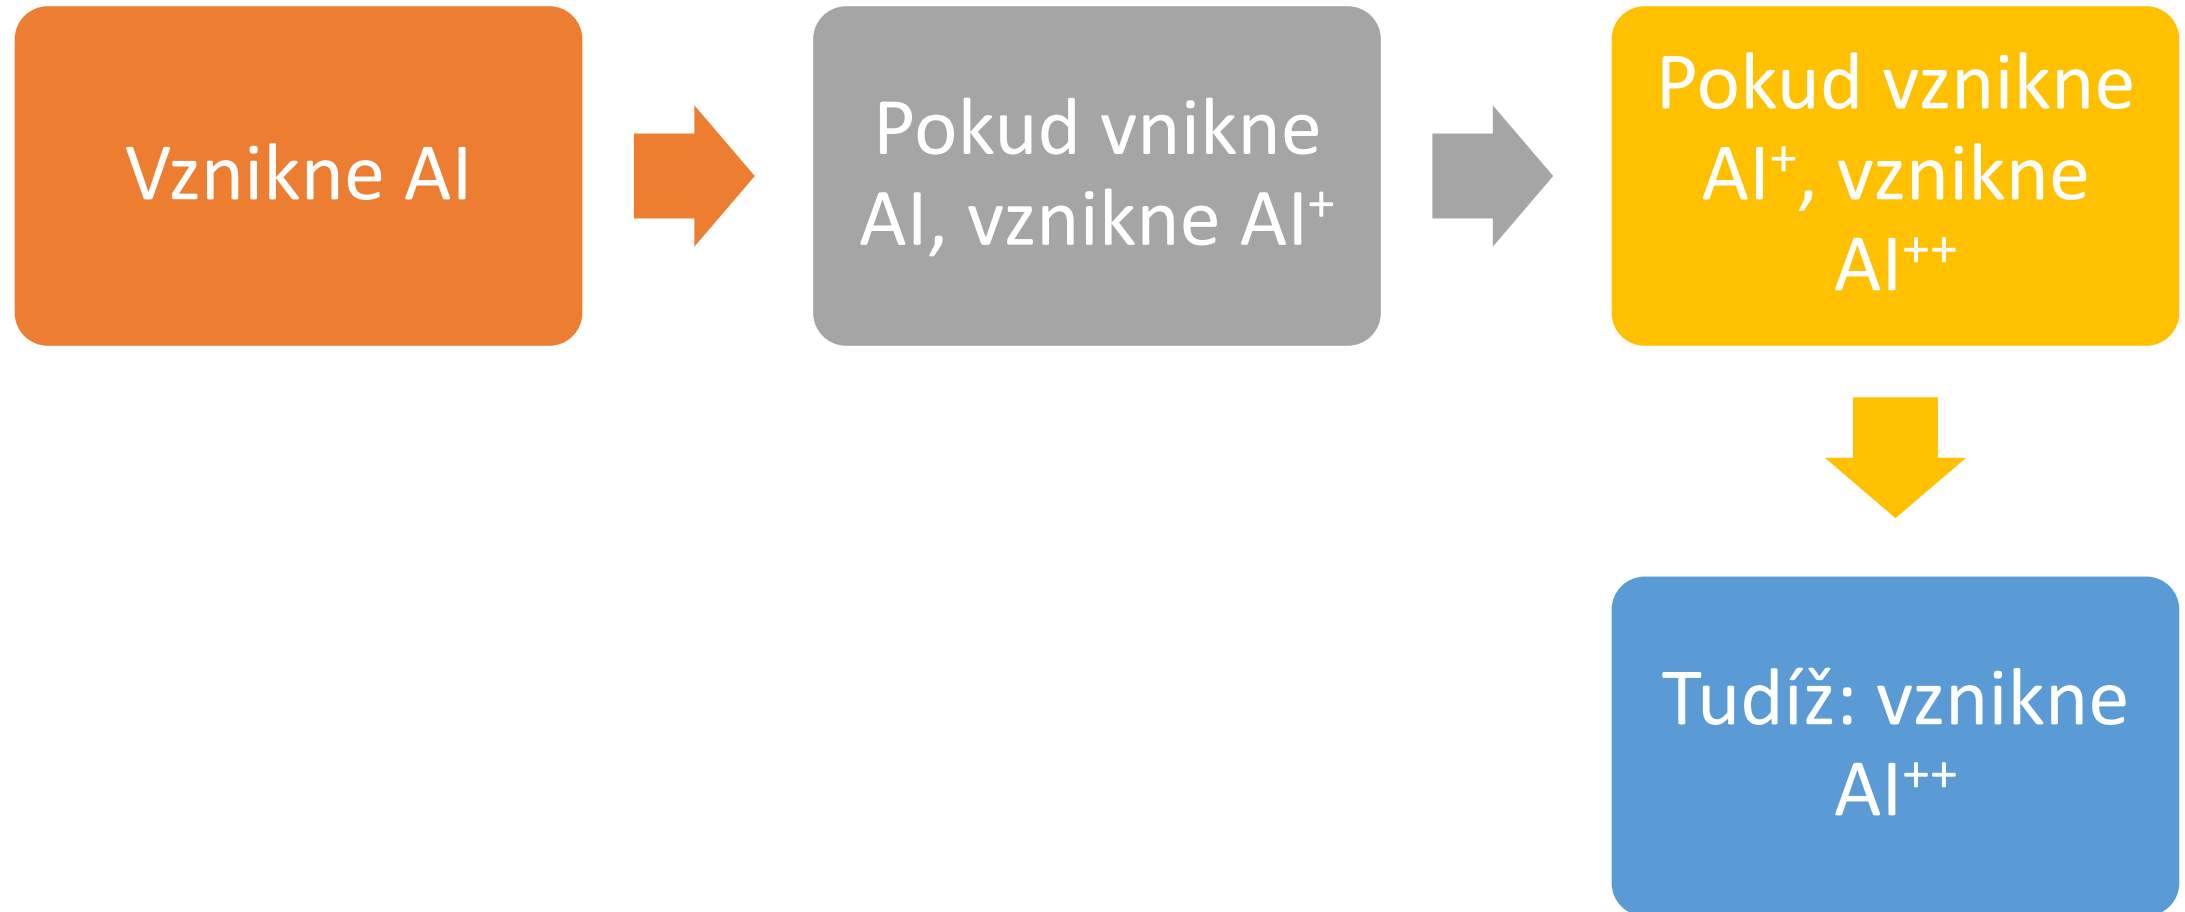 Vznikne AI
Pokud vnikne
AI, vznikne AI⁺
Pokud vznikne
AI⁺, vznikne
AI⁺⁺
Tudíž: vznikne
AI⁺⁺